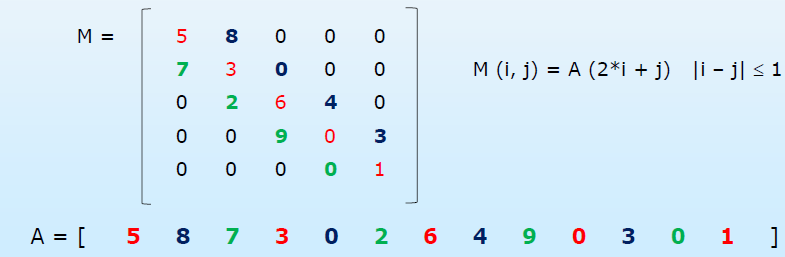 M = 5 8 0 0 0
7 3 0 0 0 M (i, j) = A (2*i + j) |i – j| ≤ 1
0 2 6 4 0
0 0 9 0 3
0 0 0 0 1
A = [ 5 8 7 3 0 2 6 4 9 0 3 0 1 ]